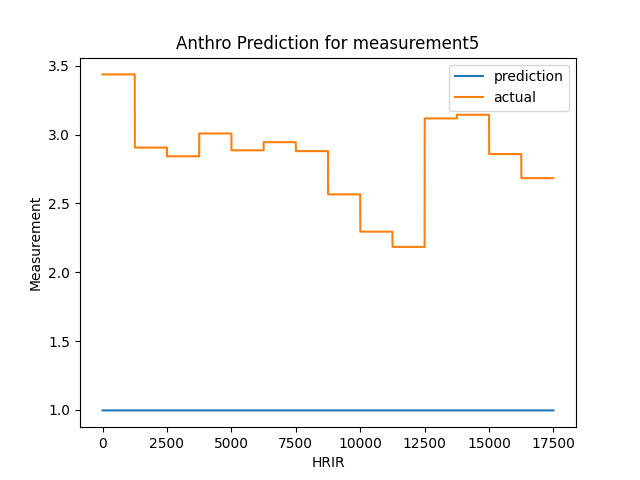 Anthro Prediction for measurement5
prediction
actual
3.5
3.0
2.5
2.0
1.5
1.0
Measurement
0 2500 5000 7500 10000 12500 15000 17500
HRIR